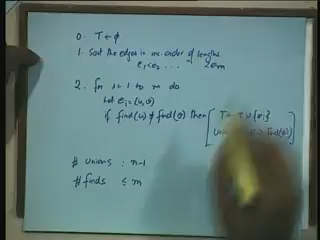 0. T ← φ
1. Sort the edges in inc. order of lengths
e₁ < e₂ ... em
2. for i = 1 to m do
let eᵢ = (u,v)
if find(u) ≠ find(v) then T ∪ {eᵢ}
find(v)
# unions : n-1
# finds ≤ m